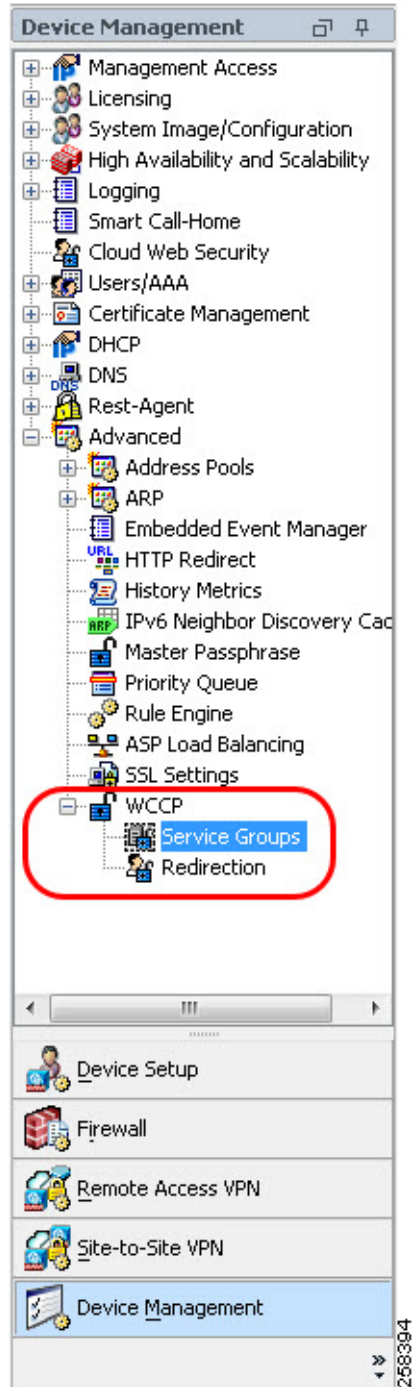 Device Management
Management Access
Licensing
System Image/Configuration
High Availability and Scalability
Logging
Smart Call-Home
Cloud Web Security
Users/AAA
Certificate Management
DHCP
DNS
DNS
Rest-Agent
Advanced
Address Pools
ARP
Embedded Event Manager
URL
HTTP Redirect
History Metrics
ARP
IPv6 Neighbor Discovery Cac
Master Passphrase
Priority Queue
Rule Engine
ASP Load Balancing
SSL Settings
WCCP
Service Groups
Redirection
Device Setup
Firewall
Remote Access VPN
Site-to-Site VPN
Device Management
258394